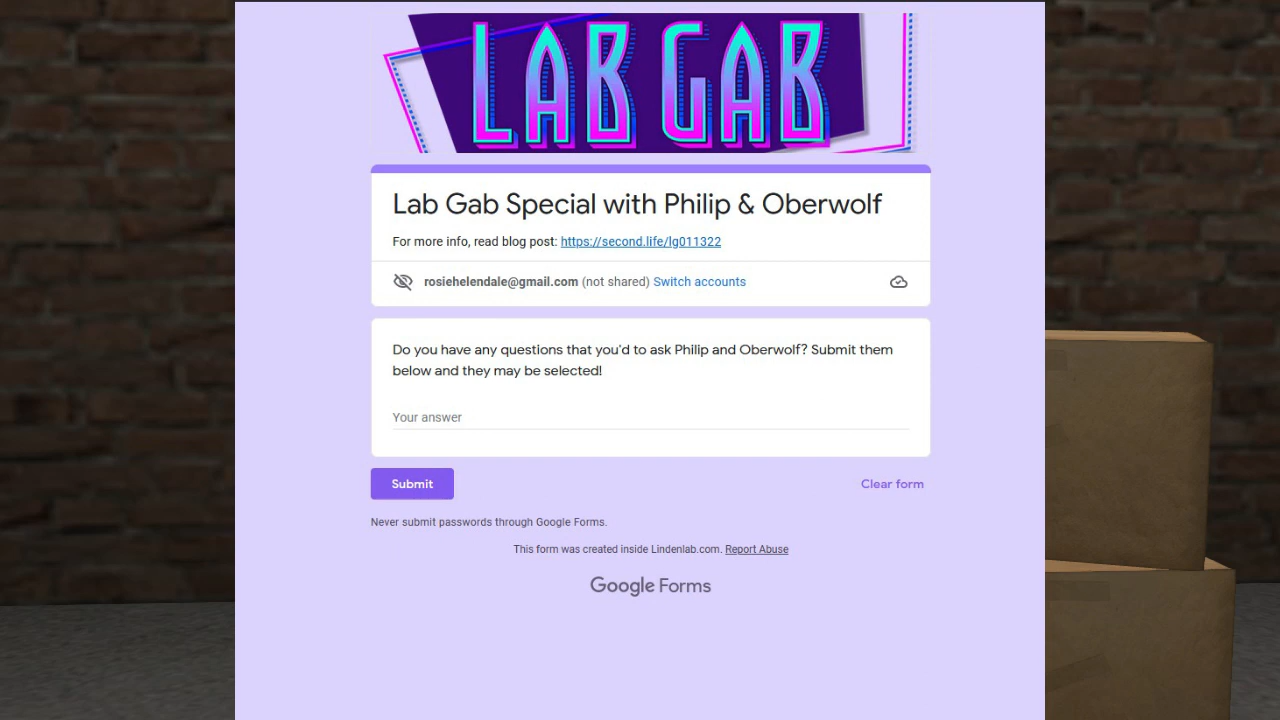 LAB GAB
Lab Gab Special with Philip & Oberwolf
For more info, read blog post: https://second.life/lg011322
rosiehelendale@gmail.com (not shared) Switch accounts
Do you have any questions that you'd to ask Philip and Oberwolf? Submit them
below and they may be selected!
Your answer
Submit
Clear form
Never submit passwords through Google Forms.
This form was created inside Lindenlab.com. Report Abuse
Google Forms